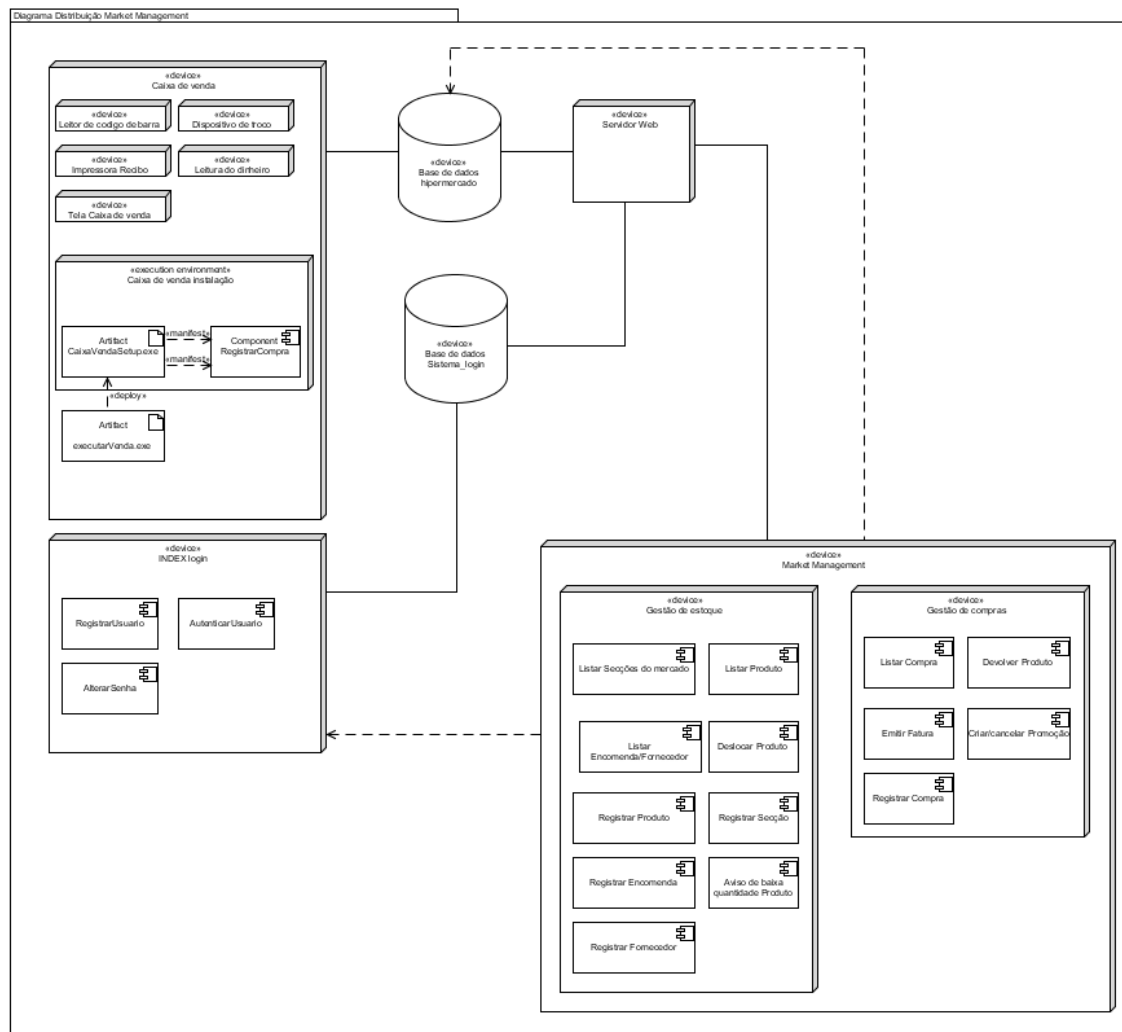 Diagrama Distribuição Market Management
«device»
Caixa de venda
«device»
Leitor de codigo de barra
«device»
Dispositivo de troco
«device»
Impressora Recibo
«device»
Leitura do dinheiro
«device»
Tela Caixa de venda
«execution environment»
Caixa de venda instalação
Artifact
CaixaVendaSetup.exe
«manifest»
«manifest»
Component
RegistrarCompra
«deploy»
Artifact
executarVenda.exe
«device»
Base de dados
hipermercado
«device»
Servidor Web
«device»
Base de dados
Sistema_login
«device»
INDEX login
RegistrarUsuario
AutenticarUsuario
AlterarSenha
«device»
Market Management
«device»
Gestão de estoque
Listar Secções do mercado
Listar Produto
Listar
Encomenda/Fornecedor
Deslocar Produto
Registrar Produto
Registrar Secção
Registrar Encomenda
Aviso de baixa
quantidade Produto
Registrar Fornecedor
«device»
Gestão de compras
Listar Compra
Devolver Produto
Emitir Fatura
Criar/cancelar Promoção
Registrar Compra